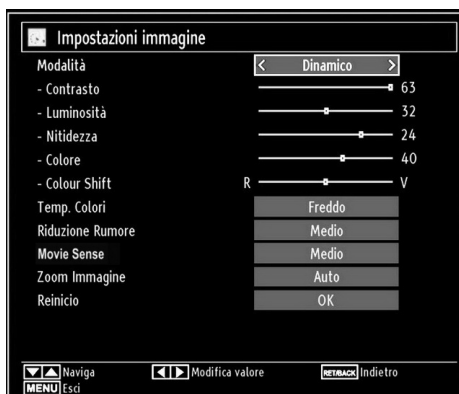 Impostazioni immagine
Modalità < Dinamico >
- Contrasto 63
- Luminosità 32
- Nitidezza 24
- Colore 40
- Colour Shift R V
Temp. Colori Freddo
Riduzione Rumore Medio
Movie Sense Medio
Zoom Immagine Auto
Reinicio OK
Naviga Modifica valore RET/BACK Indietro
MENU Esci